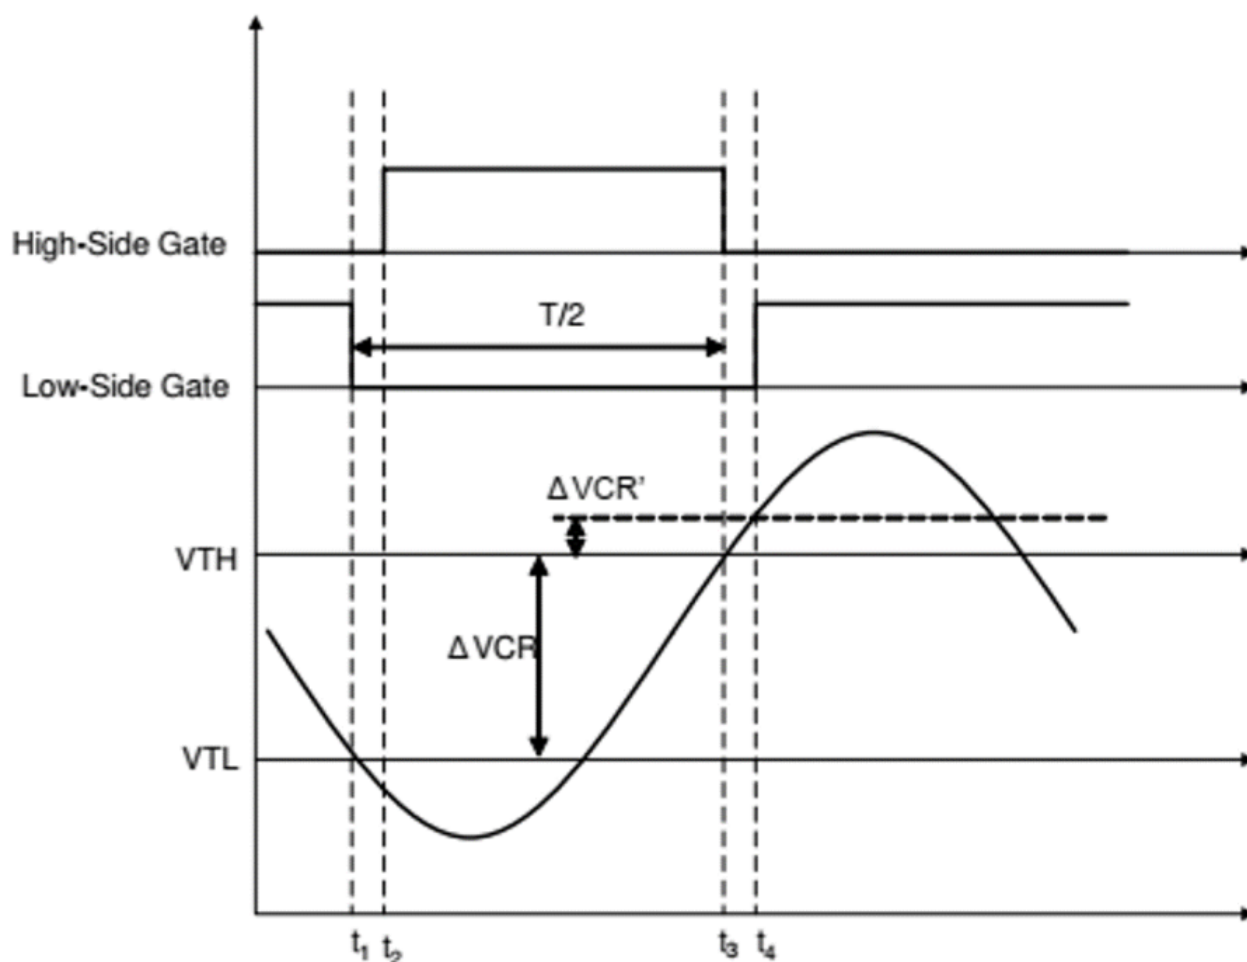 High-Side Gate
T/2
Low-Side Gate
ΔVCR’
VTH
ΔVCR
VTL
t1 t2 t3 t4